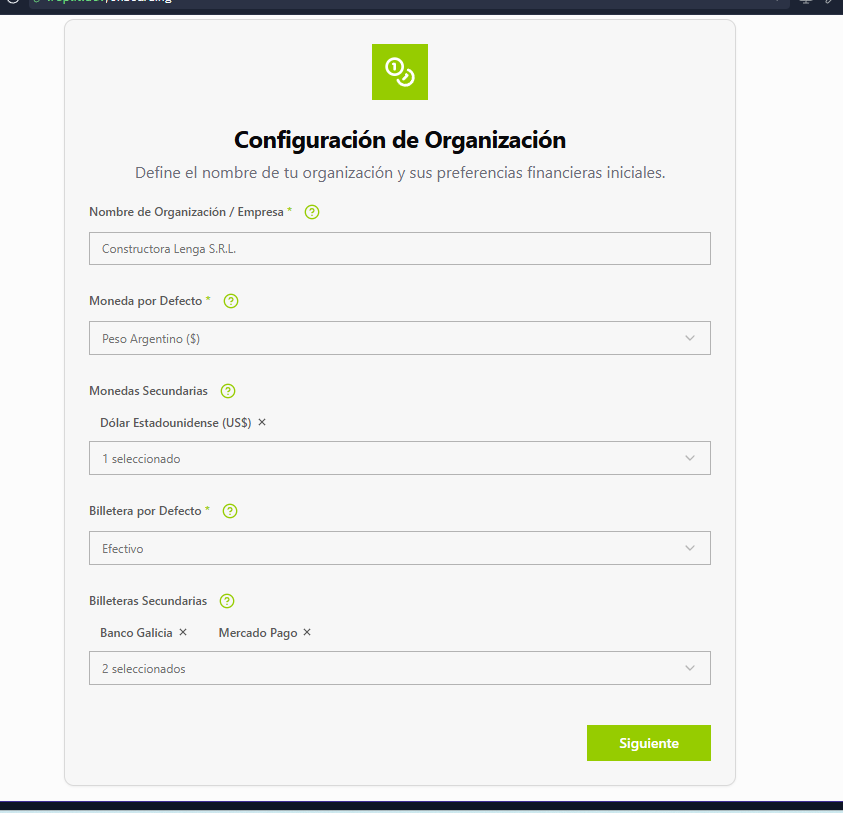 Configuración de Organización
Define el nombre de tu organización y sus preferencias financieras iniciales.
Nombre de Organización / Empresa *
Constructora Lenga S.R.L.
Moneda por Defecto *
Peso Argentino ($)
Monedas Secundarias
Dólar Estadounidense (US$) ×
1 seleccionado
Billetera por Defecto *
Efectivo
Billeteras Secundarias
Banco Galicia × Mercado Pago ×
2 seleccionados
Siguiente